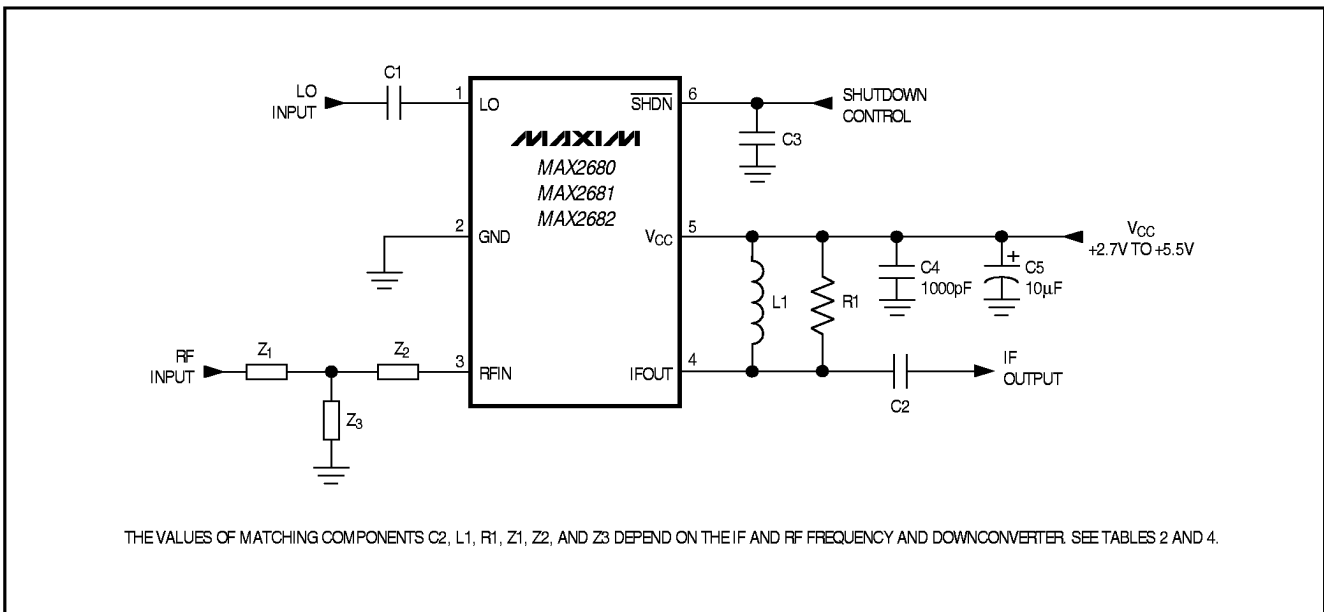 C1
LO
INPUT
1
LO
SHDN
6
SHUTDOWN
CONTROL
C3
MAXIM
MAX2680
MAX2681
MAX2682
2
GND
VCC
5
VCC
+2.7V TO +5.5V
C4
1000pF
+
C5
10μF
L1
R1
RF
INPUT
Z1
Z2
3
RFIN
Z3
IFOUT
4
C2
IF
OUTPUT
THE VALUES OF MATCHING COMPONENTS C2, L1, R1, Z1, Z2, AND Z3 DEPEND ON THE IF AND RF FREQUENCY AND DOWNCONVERTER. SEE TABLES 2 AND 4.